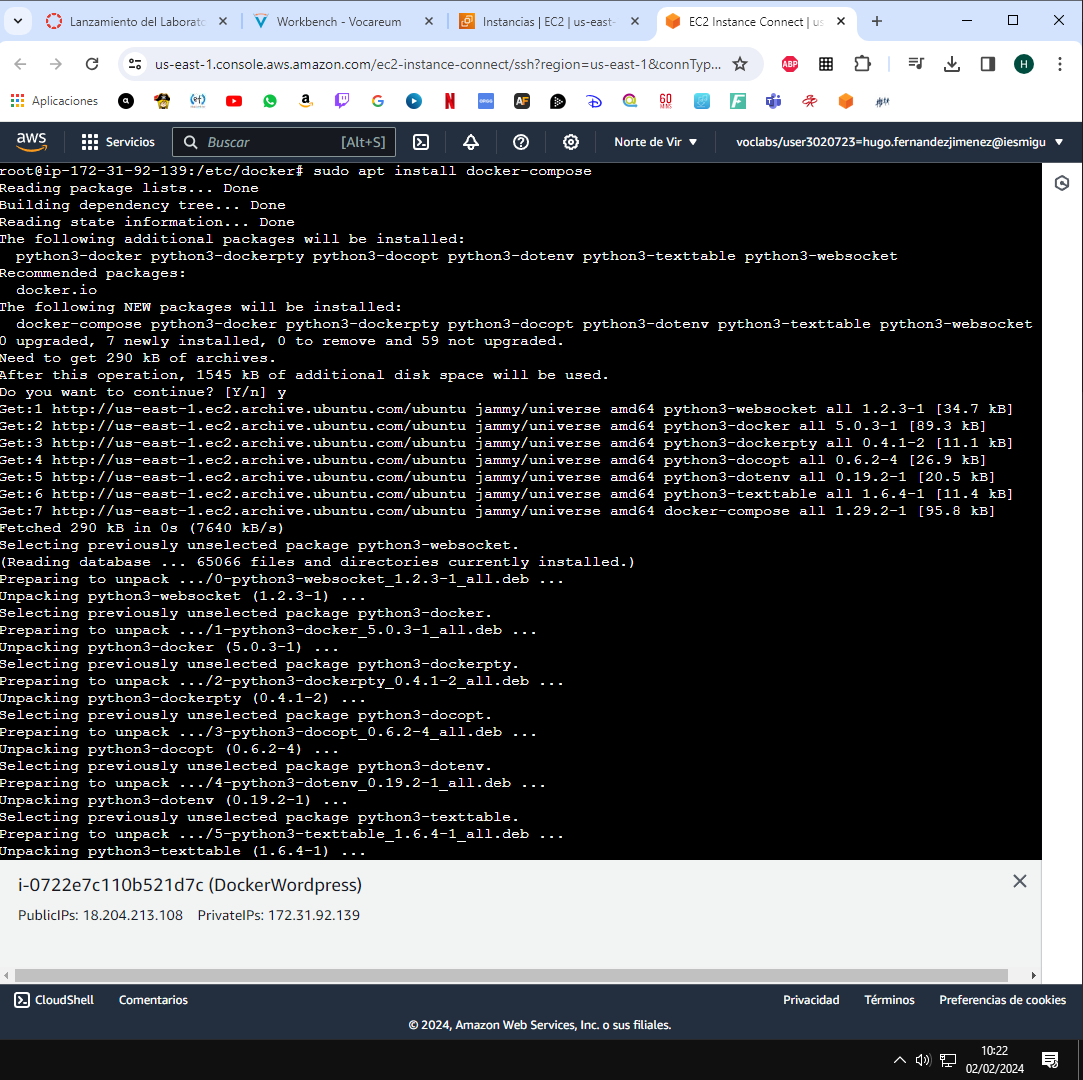 Lanzamiento del Laborato
Workbench - Vocareum
Instancias | EC2 | us-east-
EC2 Instance Connect | us
us-east-1.console.aws.amazon.com/ec2-instance-connect/ssh?region=us-east-1&connTyp...
ABP
H
Aplicaciones
aws
Servicios
Buscar
[Alt+S]
Norte de Vir
voclabs/user3020723=hugo.fernandezjimenez@iesmigu
root@ip-172-31-92-139:/etc/docker# sudo apt install docker-compose
Reading package lists... Done
Building dependency tree... Done
Reading state information... Done
The following additional packages will be installed:
  python3-docker python3-dockerpty python3-docopt python3-dotenv python3-texttable python3-websocket
Recommended packages:
  docker.io
The following NEW packages will be installed:
  docker-compose python3-docker python3-dockerpty python3-docopt python3-dotenv python3-texttable python3-websocket
0 upgraded, 7 newly installed, 0 to remove and 59 not upgraded.
Need to get 290 kB of archives.
After this operation, 1545 kB of additional disk space will be used.
Do you want to continue? [Y/n] y
Get:1 http://us-east-1.ec2.archive.ubuntu.com/ubuntu jammy/universe amd64 python3-websocket all 1.2.3-1 [34.7 kB]
Get:2 http://us-east-1.ec2.archive.ubuntu.com/ubuntu jammy/universe amd64 python3-docker all 5.0.3-1 [89.3 kB]
Get:3 http://us-east-1.ec2.archive.ubuntu.com/ubuntu jammy/universe amd64 python3-dockerpty all 0.4.1-2 [11.1 kB]
Get:4 http://us-east-1.ec2.archive.ubuntu.com/ubuntu jammy/universe amd64 python3-docopt all 0.6.2-4 [26.9 kB]
Get:5 http://us-east-1.ec2.archive.ubuntu.com/ubuntu jammy/universe amd64 python3-dotenv all 0.19.2-1 [20.5 kB]
Get:6 http://us-east-1.ec2.archive.ubuntu.com/ubuntu jammy/universe amd64 python3-texttable all 1.6.4-1 [11.4 kB]
Get:7 http://us-east-1.ec2.archive.ubuntu.com/ubuntu jammy/universe amd64 docker-compose all 1.29.2-1 [95.8 kB]
Fetched 290 kB in 0s (7640 kB/s)
Selecting previously unselected package python3-websocket.
(Reading database ... 65066 files and directories currently installed.)
Preparing to unpack .../0-python3-websocket_1.2.3-1_all.deb ...
Unpacking python3-websocket (1.2.3-1) ...
Selecting previously unselected package python3-docker.
Preparing to unpack .../1-python3-docker_5.0.3-1_all.deb ...
Unpacking python3-docker (5.0.3-1) ...
Selecting previously unselected package python3-dockerpty.
Preparing to unpack .../2-python3-dockerpty_0.4.1-2_all.deb ...
Unpacking python3-dockerpty (0.4.1-2) ...
Selecting previously unselected package python3-docopt.
Preparing to unpack .../3-python3-docopt_0.6.2-4_all.deb ...
Unpacking python3-docopt (0.6.2-4) ...
Selecting previously unselected package python3-dotenv.
Preparing to unpack .../4-python3-dotenv_0.19.2-1_all.deb ...
Unpacking python3-dotenv (0.19.2-1) ...
Selecting previously unselected package python3-texttable.
Preparing to unpack .../5-python3-texttable_1.6.4-1_all.deb ...
Unpacking python3-texttable (1.6.4-1) ...
i-0722e7c110b521d7c (DockerWordpress)
PublicIPs: 18.204.213.108 PrivateIPs: 172.31.92.139
CloudShell
Comentarios
Privacidad
Términos
Preferencias de cookies
© 2024, Amazon Web Services, Inc. o sus filiales.
10:22
02/02/2024